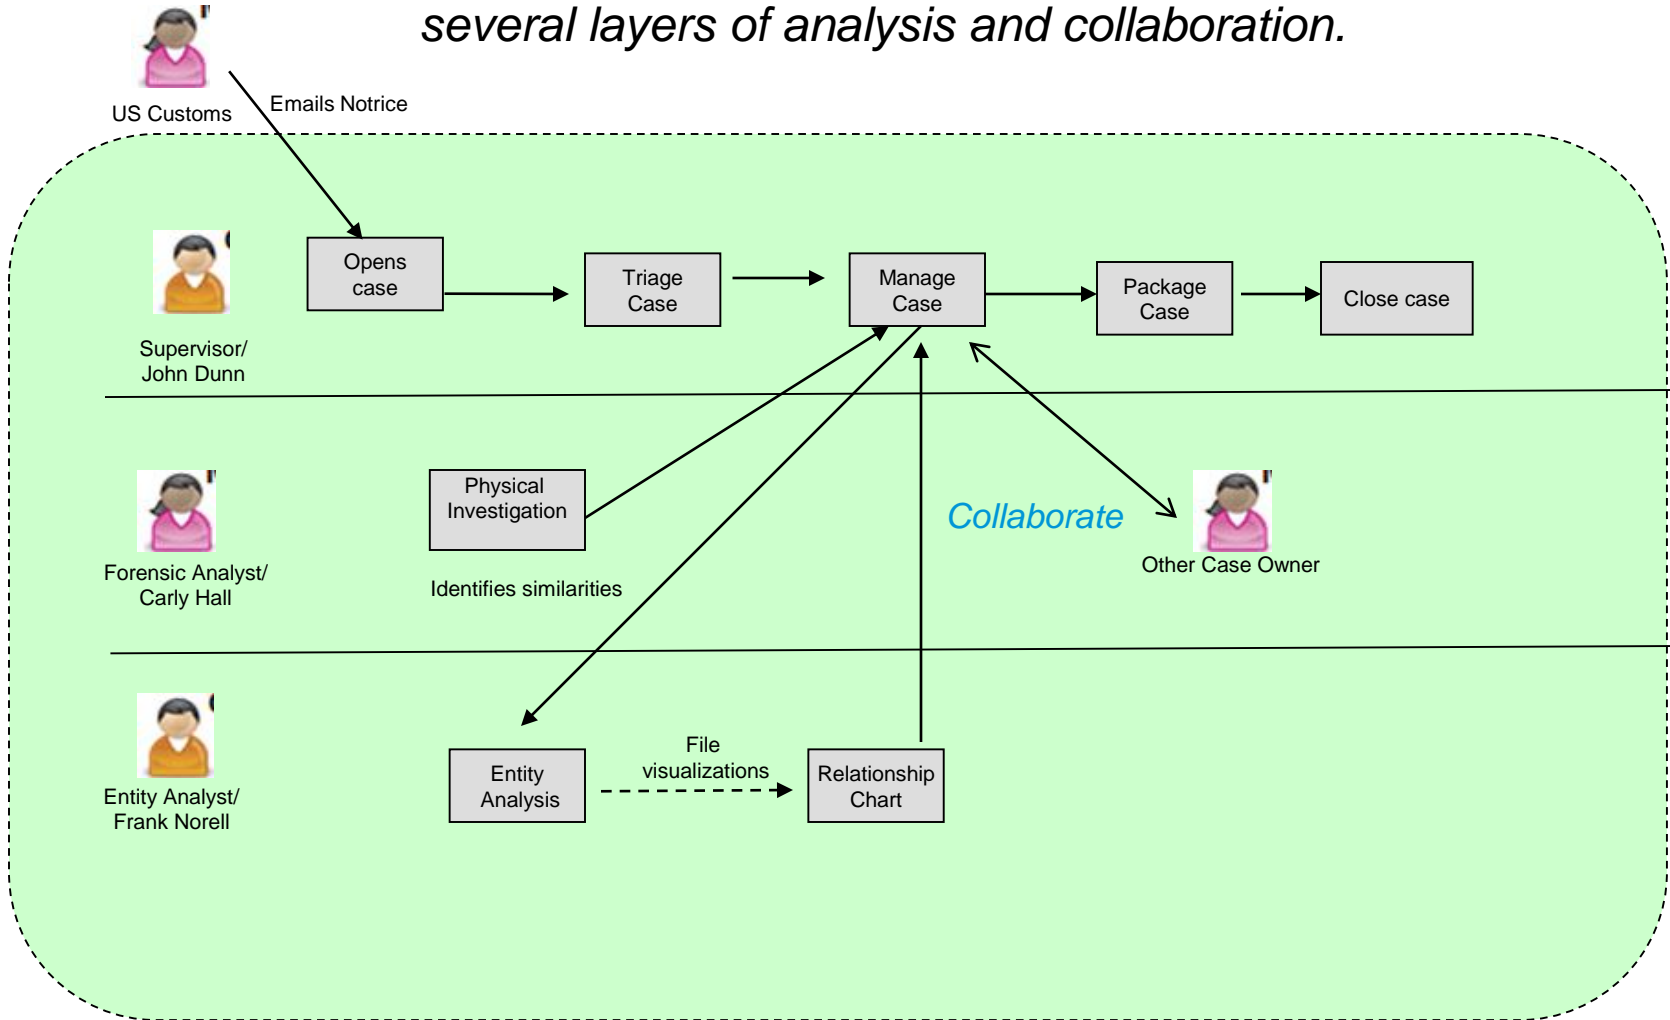 several layers of analysis and collaboration.
US Customs
Emails Notrice
Opens
case
Triage
Case
Manage
Case
Package
Case
Close case
Supervisor/
John Dunn
Physical
Investigation
Collaborate
Other Case Owner
Forensic Analyst/
Carly Hall
Identifies similarities
Entity Analyst/
Frank Norell
Entity
Analysis
File
visualizations
Relationship
Chart